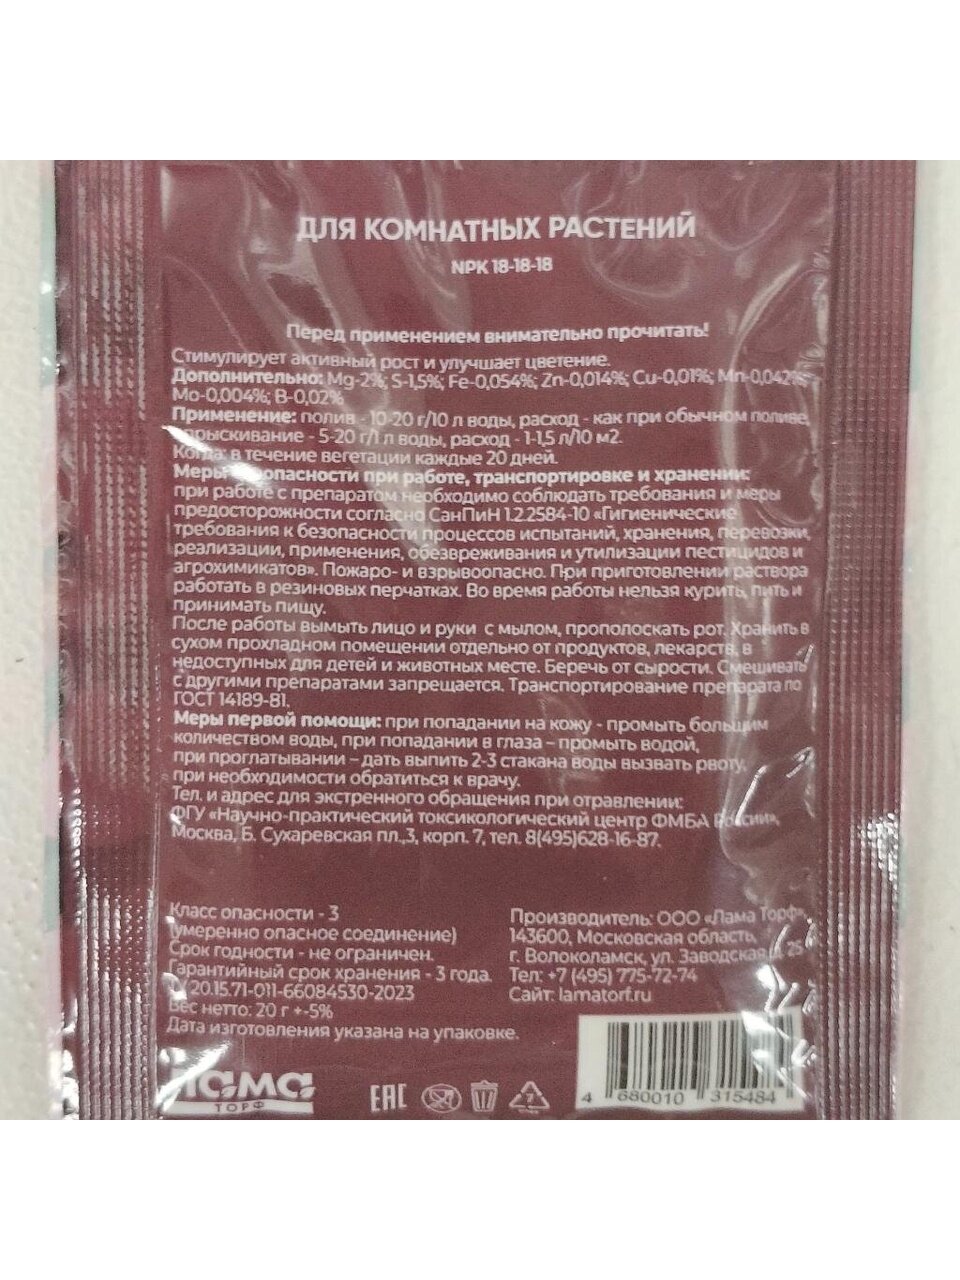 ДЛЯ КОМНАТНЫХ РАСТЕНИЙ
NPK 18-18-18
Перед применением внимательно прочитать!
Стимулирует активный рост и улучшает цветение.
Дополнительно: Mg-2%; S-1,5%; Fe-0,054%; Zn-0,014%; Cu-0,01%; Mn-0,042%;
Mo-0,004%; B-0,02%
Применение: полив - 10-20 г/10 л воды, расход - как при обычном поливе,
опрыскивание - 5-20 г/1 л воды, расход - 1-1,5 л/10 м2.
Когда: в течение вегетации каждые 20 дней.
Меры безопасности при работе, транспортировке и хранении:
при работе с препаратом необходимо соблюдать требования и меры
предосторожности согласно СанПиН 1.2.2584-10 «Гигиенические
требования к безопасности процессов испытаний, хранения, перевозки,
реализации, применения, обезвреживания и утилизации пестицидов и
агрохимикатов». Пожаро- и взрывоопасно. При приготовлении раствора
работать в резиновых перчатках. Во время работы нельзя курить, пить и
принимать пищу.
После работы вымыть лицо и руки с мылом, прополоскать рот. Хранить в
сухом прохладном помещении отдельно от продуктов, лекарств, в
недоступных для детей и животных месте. Беречь от сырости. Смешивать
с другими препаратами запрещается. Транспортирование препарата по
ГОСТ 14189-81.
Меры первой помощи: при попадании на кожу - промыть большим
количеством воды, при попадании в глаза – промыть водой,
при проглатывании – дать выпить 2-3 стакана воды вызвать рвоту,
при необходимости обратиться к врачу.
Тел. и адрес для экстренного обращения при отравлении:
ФГУ «Научно-практический токсикологический центр ФМБА России»,
Москва, Б. Сухаревская пл.,3, корп. 7, тел. 8(495)628-16-87.
Класс опасности - 3
(умеренно опасное соединение)
Срок годности - не ограничен.
Гарантийный срок хранения - 3 года.
20.15.71-011-66084530-2023
Вес нетто: 20 г +-5%
Дата изготовления указана на упаковке.
Производитель: ООО «Лама Торф»,
143600, Московская область,
г. Волоколамск, ул. Заводская, 25
Тел: +7 (495) 775-72-74
Сайт: lamatorf.ru
лама
ТОРФ
EAC
7
4 680010 315484